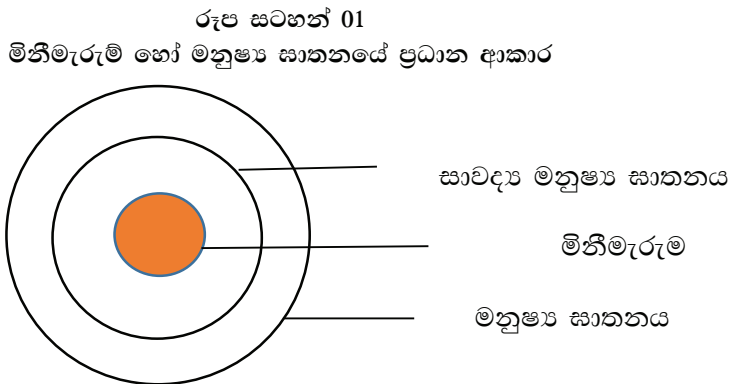 රූප සටහන් 01
මිනීමැරුම් හෝ මනුෂ්‍ය ඝාතනයේ ප්‍රධාන ආකාර
සාවද්‍ය මනුෂ්‍ය ඝාතනය
මිනීමැරුම
මනුෂ්‍ය ඝාතනය